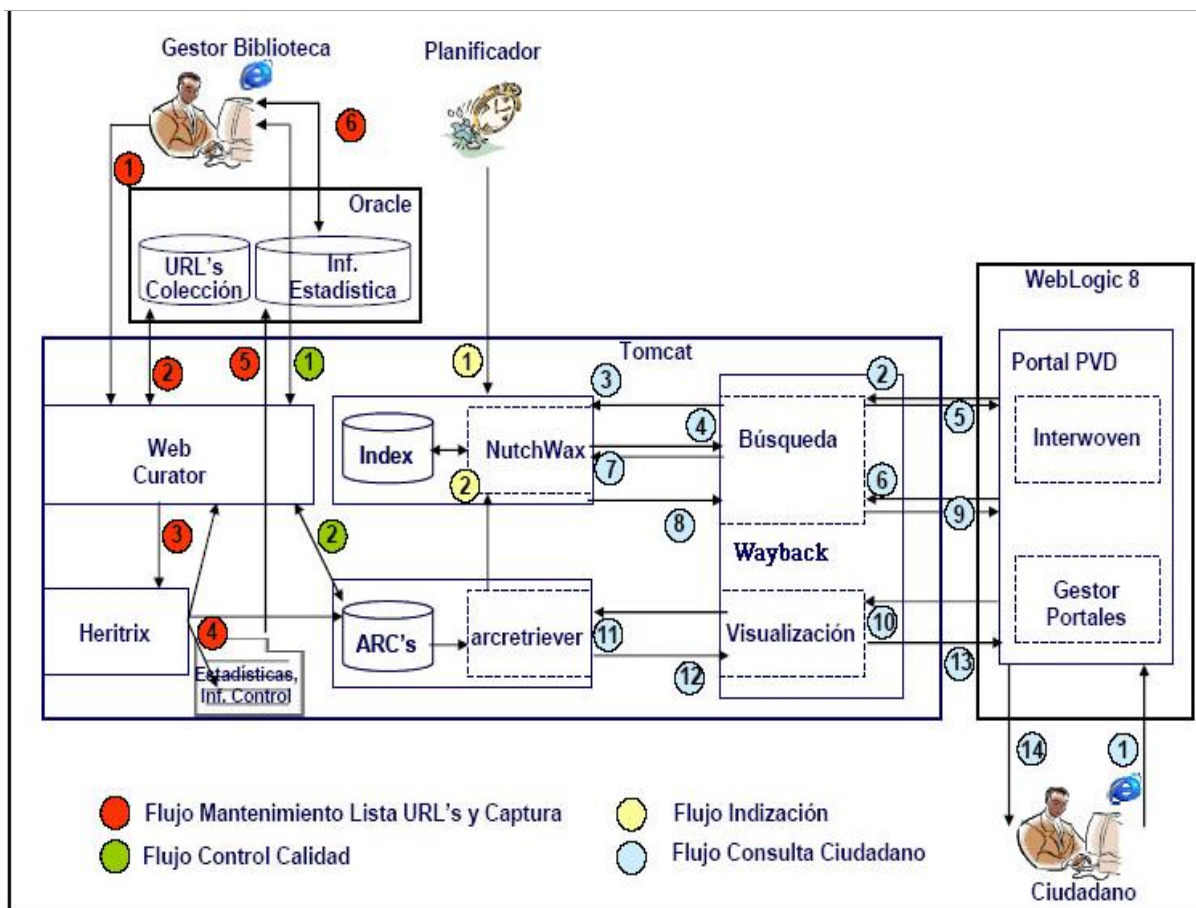 Gestor Biblioteca
Planificador
6
1
Oracle
URL's
Colección
Inf.
Estadística
WebLogic 8
2
5
1
1
Tomcat
3
2
Portal PVD
4
5
Web
Curator
Index
NutchWax
Búsqueda
Interwoven
7
6
2
8
9
3
2
Wayback
Heritrix
4
ARC's
arcretriever
11
Visualización
10
Gestor
Portales
Estadísticas,
Inf. Control
12
13
14
1
Flujo Mantenimiento Lista URL's y Captura
Flujo Indización
Flujo Control Calidad
Flujo Consulta Ciudadano
Ciudadano